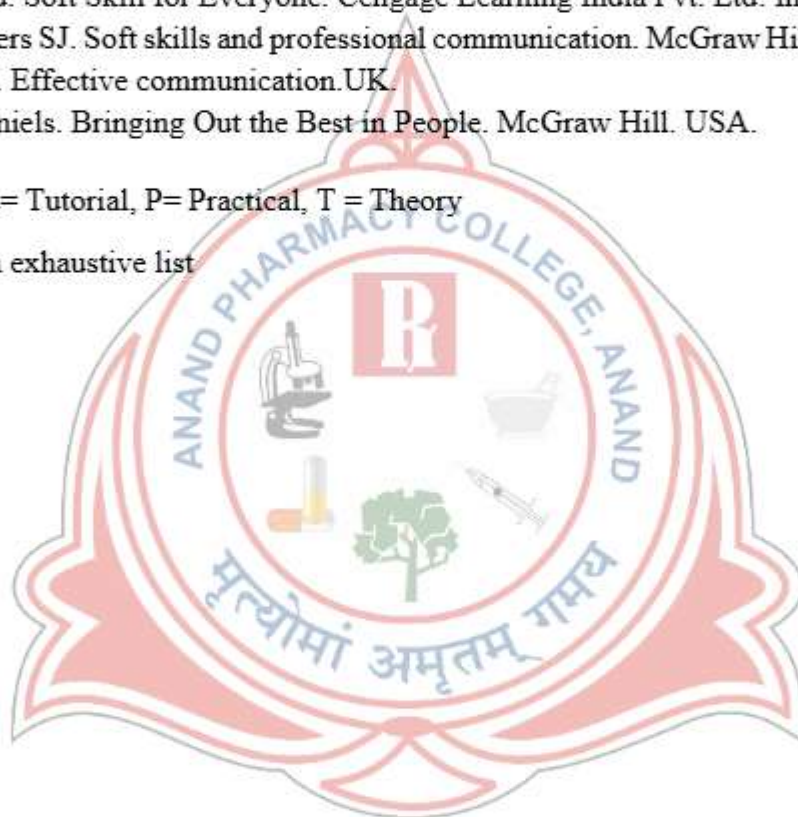 . Soft Skill for Everyone. Cengage Learning India Pvt. Ltd.
ers SJ. Soft skills and professional communication. McGraw
. Effective communication.UK.
niels. Bringing Out the Best in People. McGraw Hill. USA.
= Tutorial, P= Practical, T = Theory
exhaustive list
ANAND PHARMACY COLLEGE, ANAND
मृत्योर्मा अमृतम् गमय